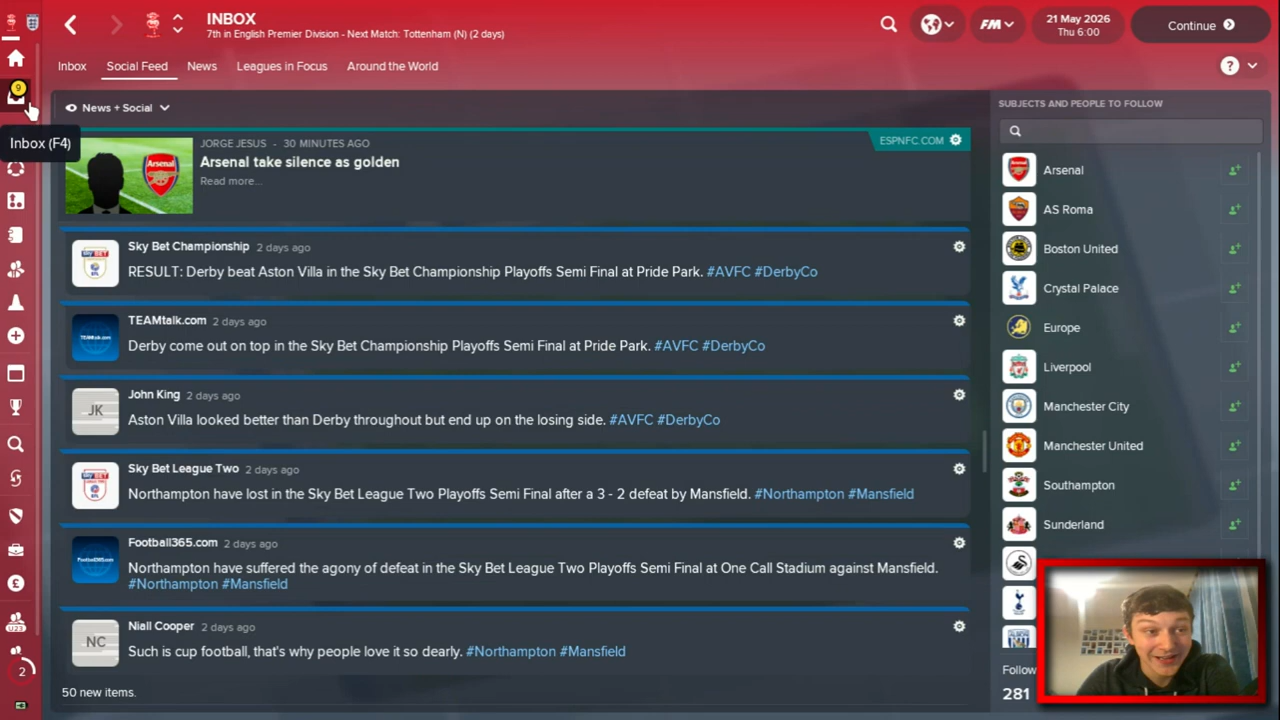 INBOX
7th in English Premier Division - Next Match: Tottenham (N) (2 days)
FM
21 May 2026
Thu 6:00
Continue
Inbox
Social Feed
News
Leagues in Focus
Around the World
?
9
Inbox (F4)
News + Social
JORGE JESUS - 30 MINUTES AGO
Arsenal take silence as golden
Read more...
ESPNFC.COM
Arsenal
Sky Bet Championship 2 days ago
RESULT: Derby beat Aston Villa in the Sky Bet Championship Playoffs Semi Final at Pride Park. #AVFC #DerbyCo
TEAMtalk.com 2 days ago
Derby come out on top in the Sky Bet Championship Playoffs Semi Final at Pride Park. #AVFC #DerbyCo
TEAMtalk.com
John King 2 days ago
JK
Aston Villa looked better than Derby throughout but end up on the losing side. #AVFC #DerbyCo
Sky Bet League Two 2 days ago
Northampton have lost in the Sky Bet League Two Playoffs Semi Final after a 3 - 2 defeat by Mansfield. #Northampton #Mansfield
Football365.com 2 days ago
Football365.com
Northampton have suffered the agony of defeat in the Sky Bet League Two Playoffs Semi Final at One Call Stadium against Mansfield.
#Northampton #Mansfield
Niall Cooper 2 days ago
NC
Such is cup football, that's why people love it so dearly. #Northampton #Mansfield
50 new items.
SUBJECTS AND PEOPLE TO FOLLOW
Arsenal
AS Roma
Boston United
Crystal Palace
Europe
Liverpool
Manchester City
Manchester United
Southampton
Sunderland
Follow
281
£
U23
2